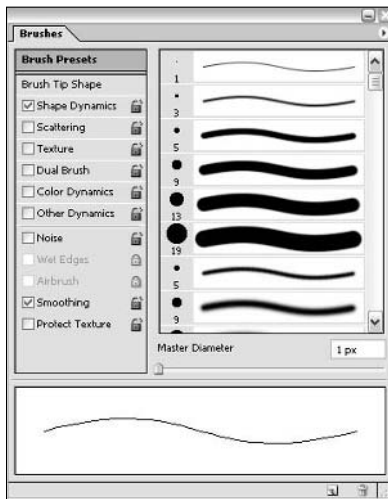 Brushes
Brush Presets
Brush Tip Shape
Shape Dynamics
Scattering
Texture
Dual Brush
Color Dynamics
Other Dynamics
Noise
Wet Edges
Airbrush
Smoothing
Protect Texture
1
3
5
9
13
19
5
9
Master Diameter
1 px